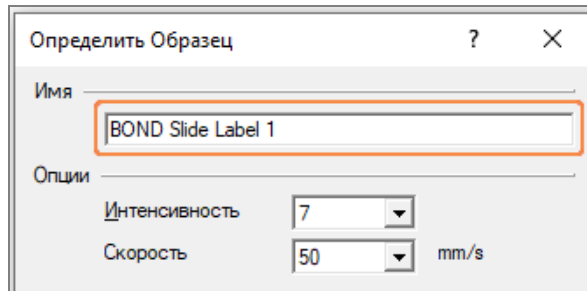 Определить Образец ?
Имя
BOND Slide Label 1
Опции
Интенсивность 7
Скорость 50 mm/s